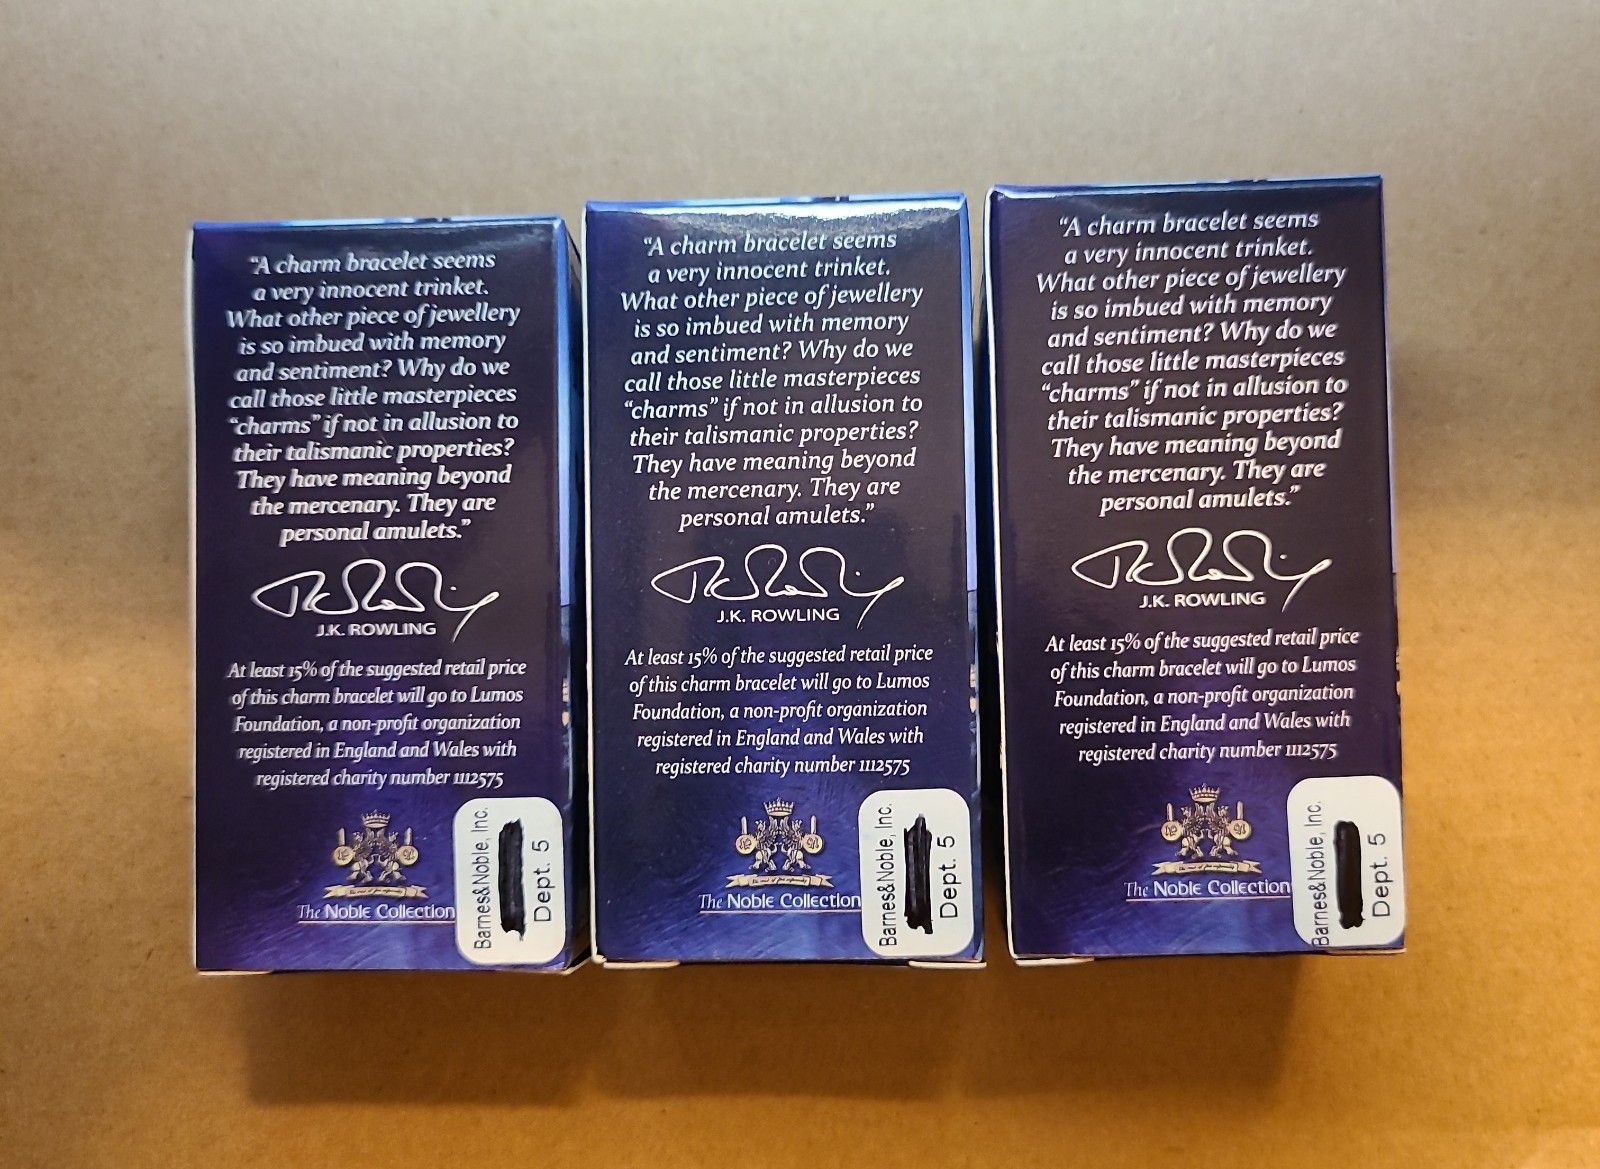 “A charm bracelet seems
a very innocent trinket.
What other piece of jewellery
is so imbued with memory
and sentiment? Why do we
call those little masterpieces
“charms” if not in allusion to
their talismanic properties?
They have meaning beyond
the mercenary. They are
personal amulets.”
J.K. ROWLING
At least 15% of the suggested retail price
of this charm bracelet will go to Lumos
Foundation, a non-profit organization
registered in England and Wales with
registered charity number 1112575
The Noble Collection
Barnes&Noble, Inc.
Dept. 5
“A charm bracelet seems
a very innocent trinket.
What other piece of jewellery
is so imbued with memory
and sentiment? Why do we
call those little masterpieces
“charms” if not in allusion to
their talismanic properties?
They have meaning beyond
the mercenary. They are
personal amulets.”
J.K. ROWLING
At least 15% of the suggested retail price
of this charm bracelet will go to Lumos
Foundation, a non-profit organization
registered in England and Wales with
registered charity number 1112575
The Noble Collection
Barnes&Noble, Inc.
Dept. 5
“A charm bracelet seems
a very innocent trinket.
What other piece of jewellery
is so imbued with memory
and sentiment? Why do we
call those little masterpieces
“charms” if not in allusion to
their talismanic properties?
They have meaning beyond
the mercenary. They are
personal amulets.”
J.K. ROWLING
At least 15% of the suggested retail price
of this charm bracelet will go to Lumos
Foundation, a non-profit organization
registered in England and Wales with
registered charity number 1112575
The Noble Collection
Barnes&Noble, Inc.
Dept. 5